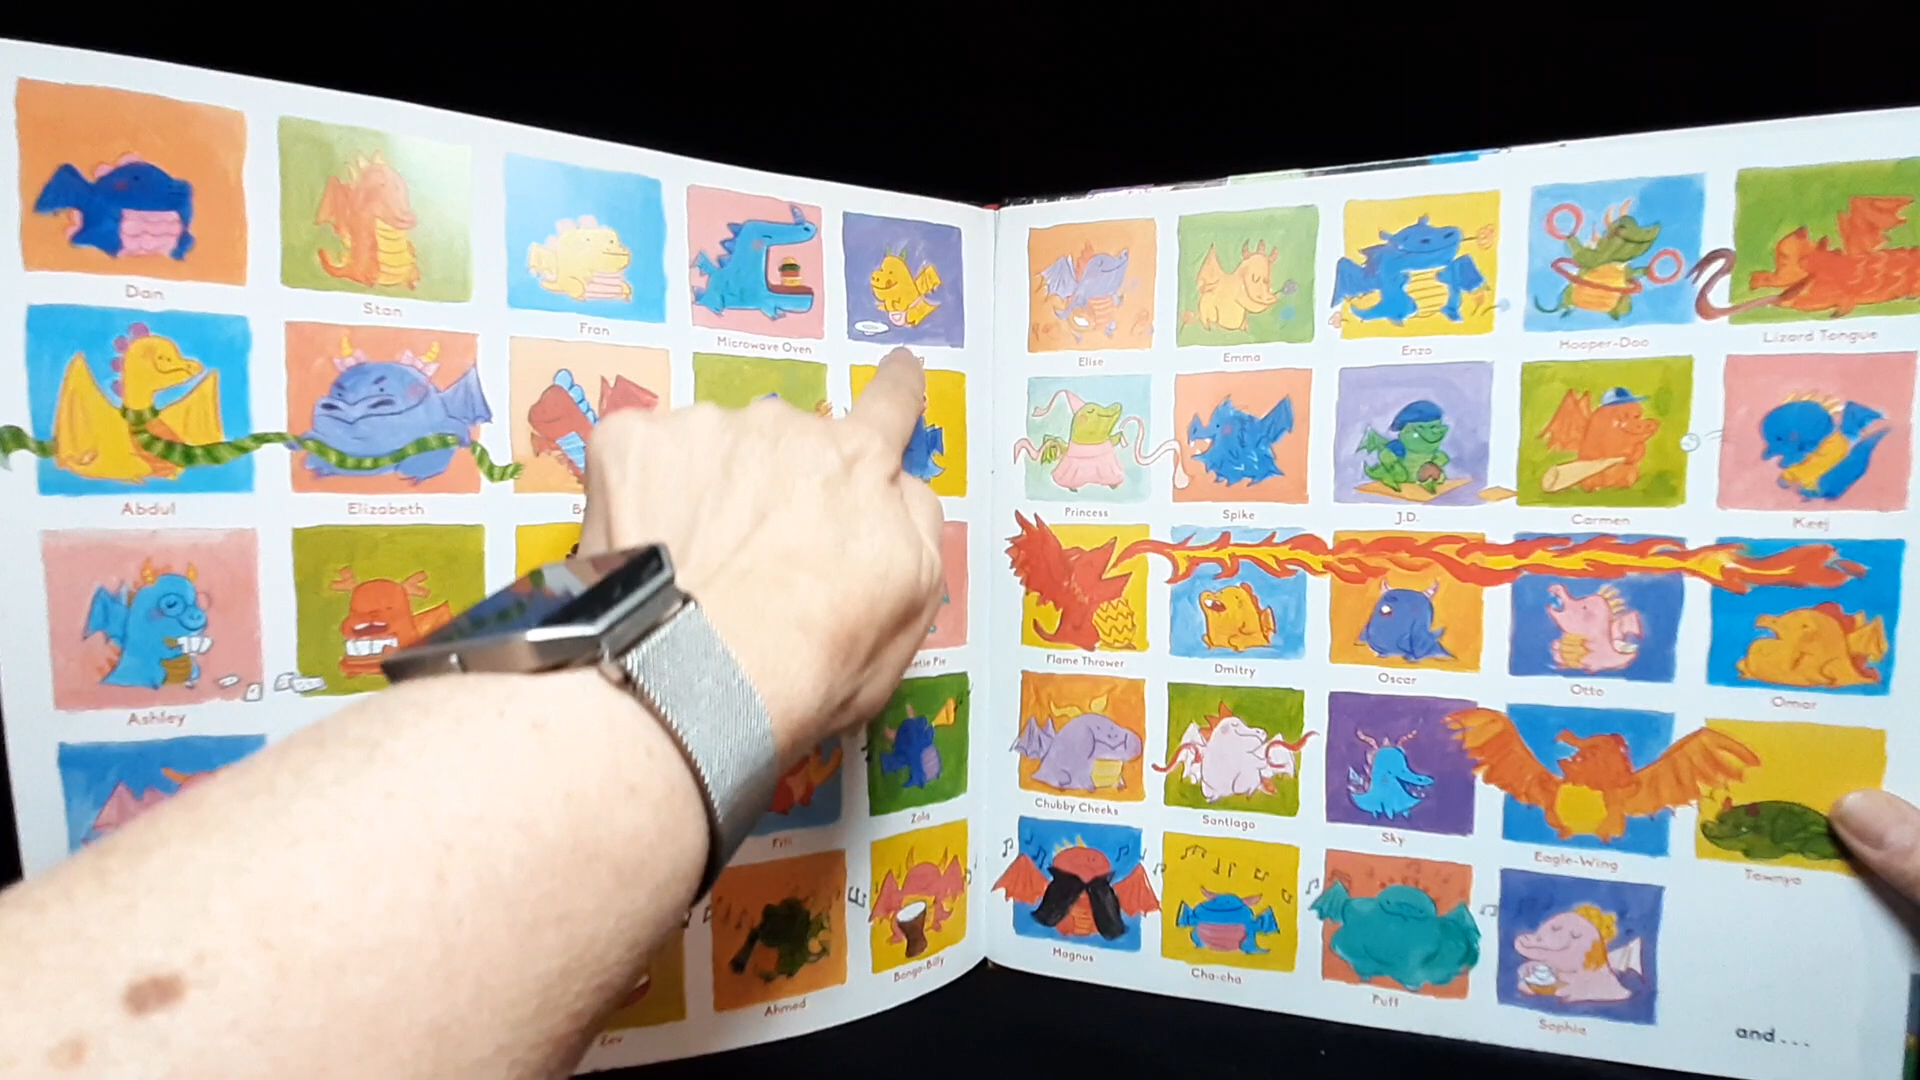 Dan
Stan
Fran
Microwave Oven
Abdul
Elizabeth
Ashley
Zola
Ahmed
Bongo-Billy
Elise
Emma
Enzo
Hooper-Doo
Lizard Tongue
Princess
Spike
J.D.
Carmen
Keej
Flame Thrower
Dmitry
Oscar
Otto
Omar
Chubby Cheeks
Santiago
Sky
Eagle-Wing
Tawnya
Magnus
Cha-cha
Puff
Sophia
and...